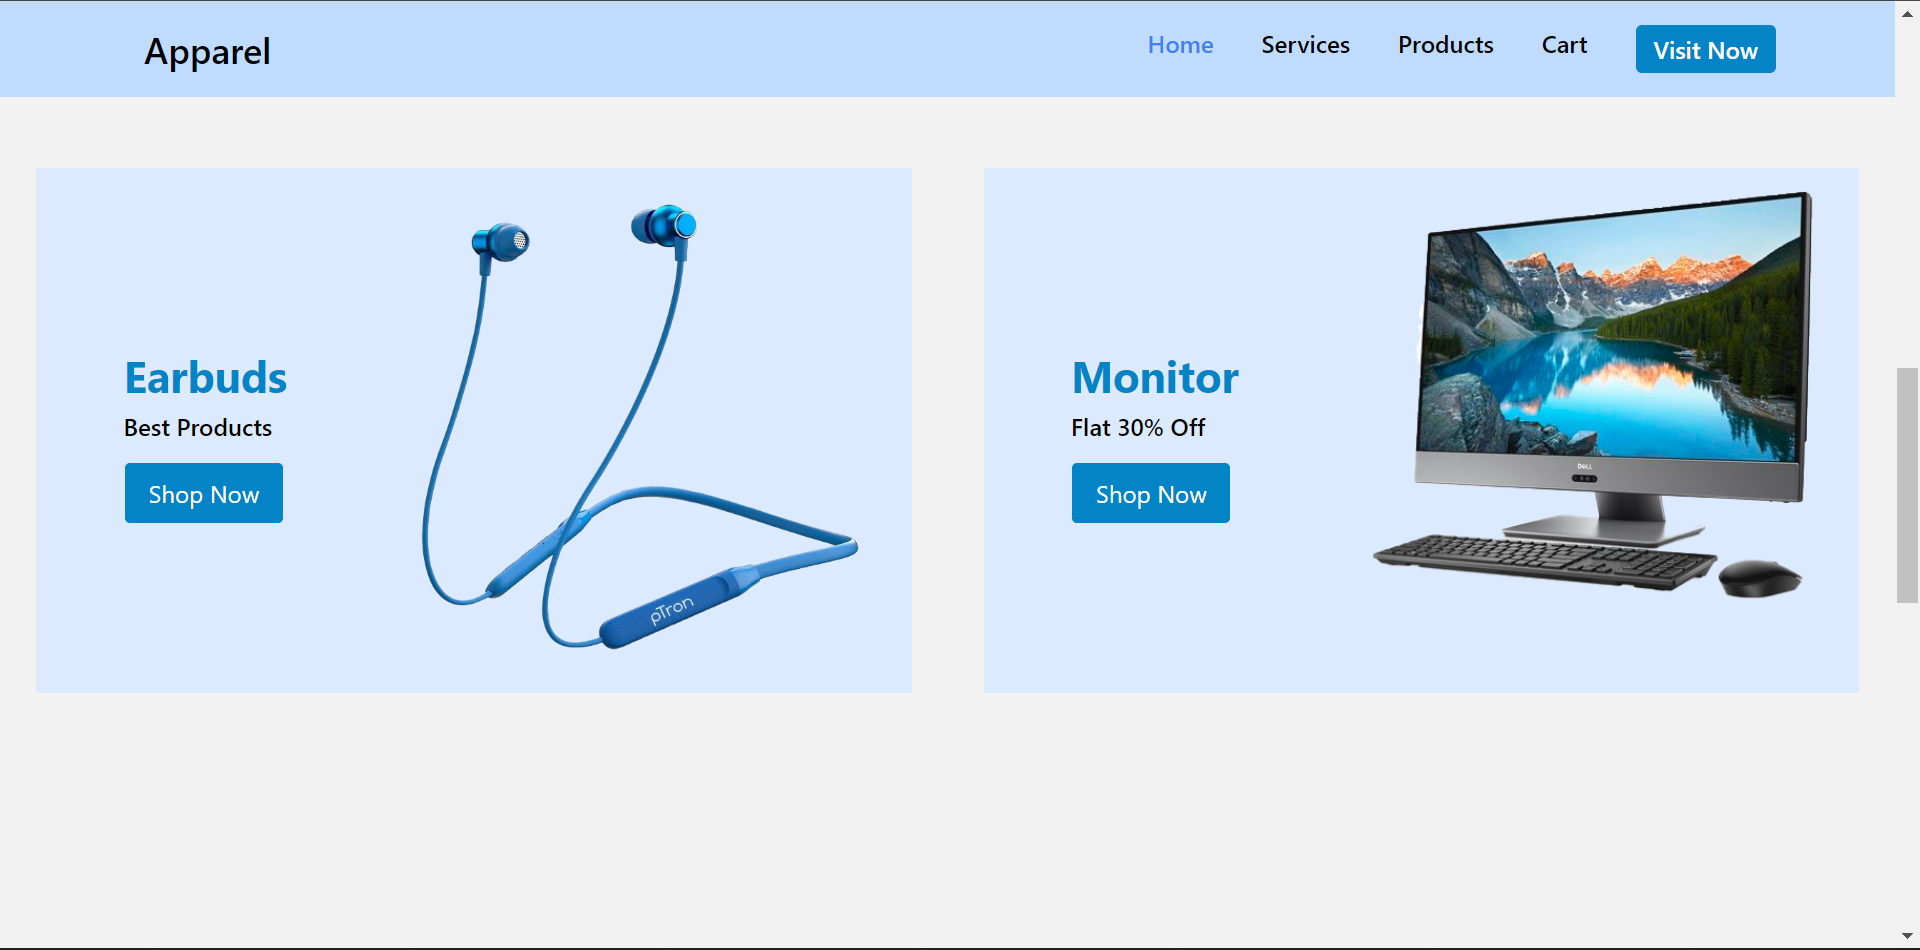 Apparel
Home Services Products Cart Visit Now
Earbuds
Best Products
Shop Now
pTron
Monitor
Flat 30% Off
Shop Now
DELL